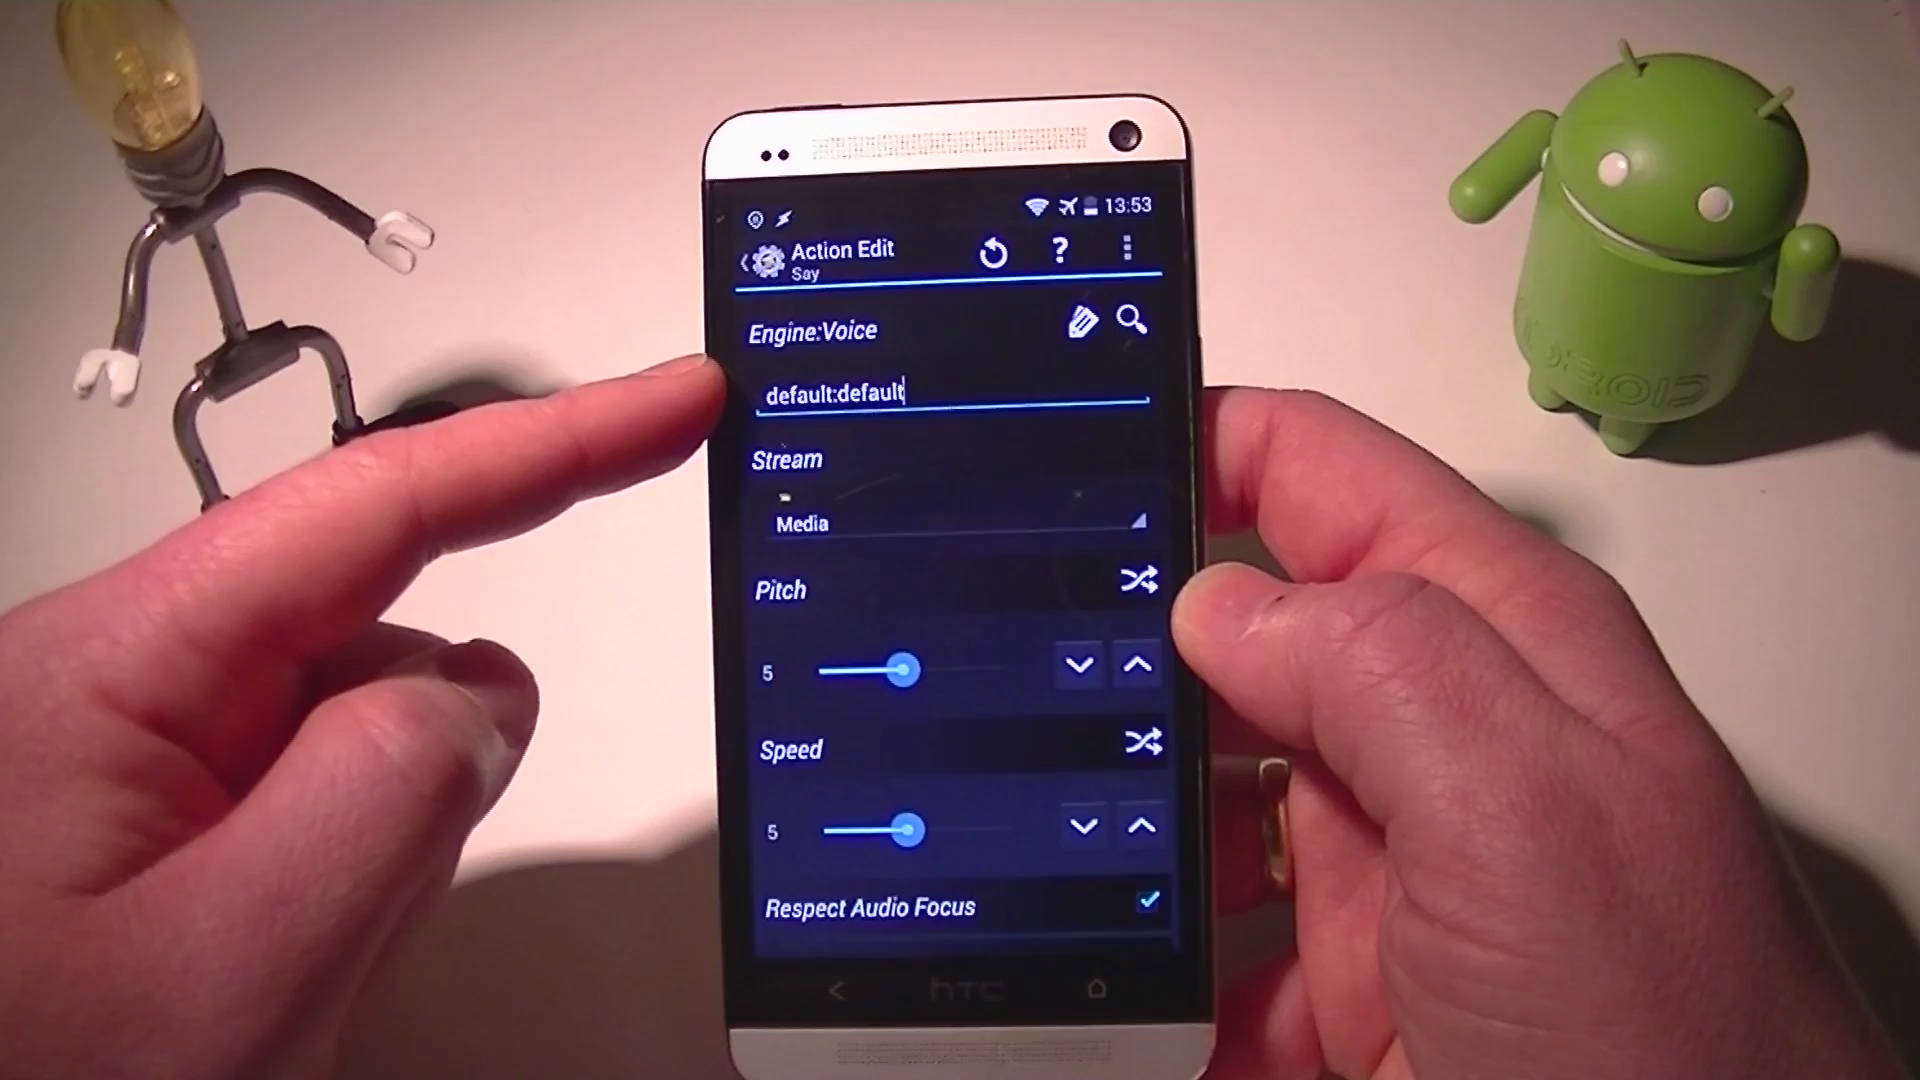 13:53
Action Edit
Say
Engine:Voice
default:default
Stream
Media
Pitch
5
Speed
5
Respect Audio Focus
hTC
DROID